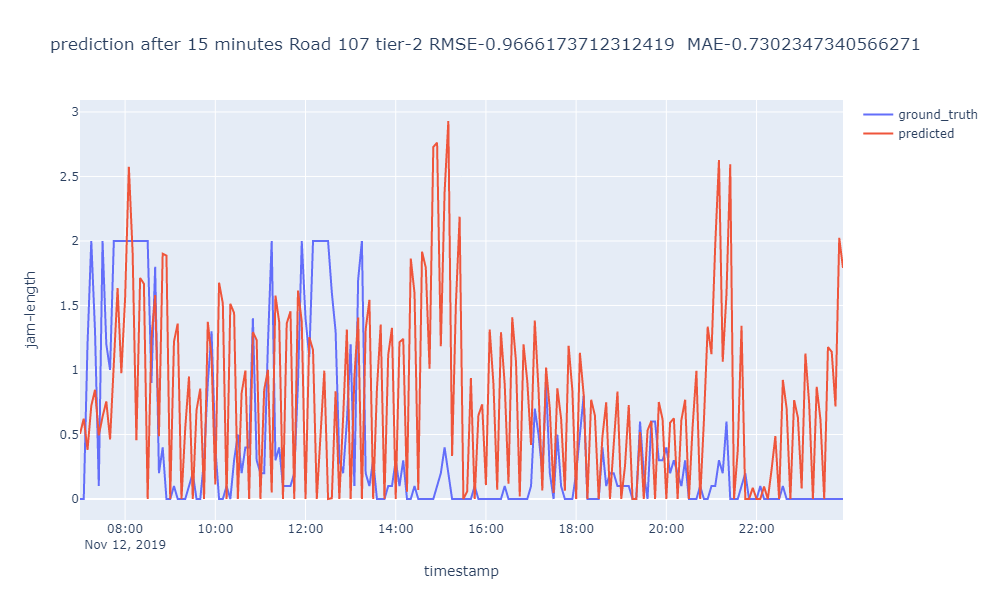 prediction after 15 minutes Road 107 tier-2 RMSE-0.9666173712312419 MAE-0.7302347340566271
ground_truth
predicted
3
2.5
2
1.5
1
0.5
0
jam-length
08:00 10:00 12:00 14:00 16:00 18:00 20:00 22:00
Nov 12, 2019
timestamp